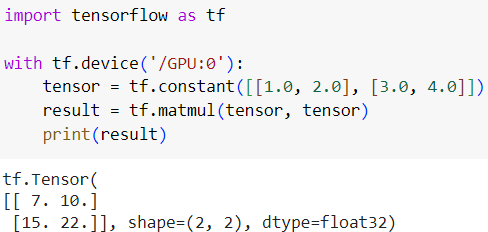 import tensorflow as tf
with tf.device('/GPU:0'):
    tensor = tf.constant([[1.0, 2.0], [3.0, 4.0]])
    result = tf.matmul(tensor, tensor)
    print(result)
tf.Tensor(
[[ 7. 10.]
 [15. 22.]], shape=(2, 2), dtype=float32)